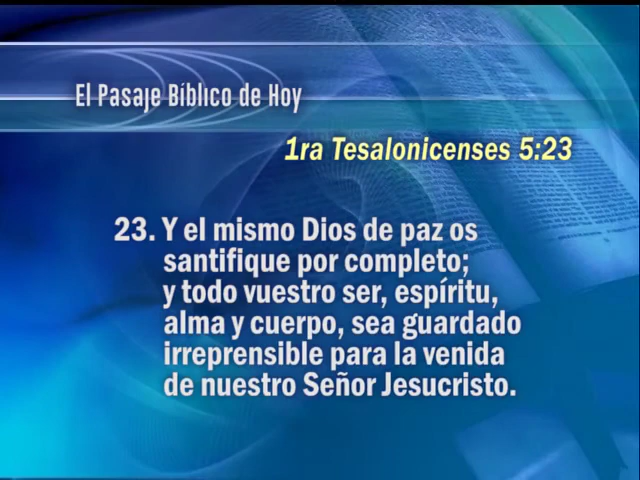 El Pasaje Bíblico de Hoy
1ra Tesalonicenses 5:23
23. Y el mismo Dios de paz os
santifique por completo;
y todo vuestro ser, espíritu,
alma y cuerpo, sea guardado
irreprensible para la venida
de nuestro Señor Jesucristo.